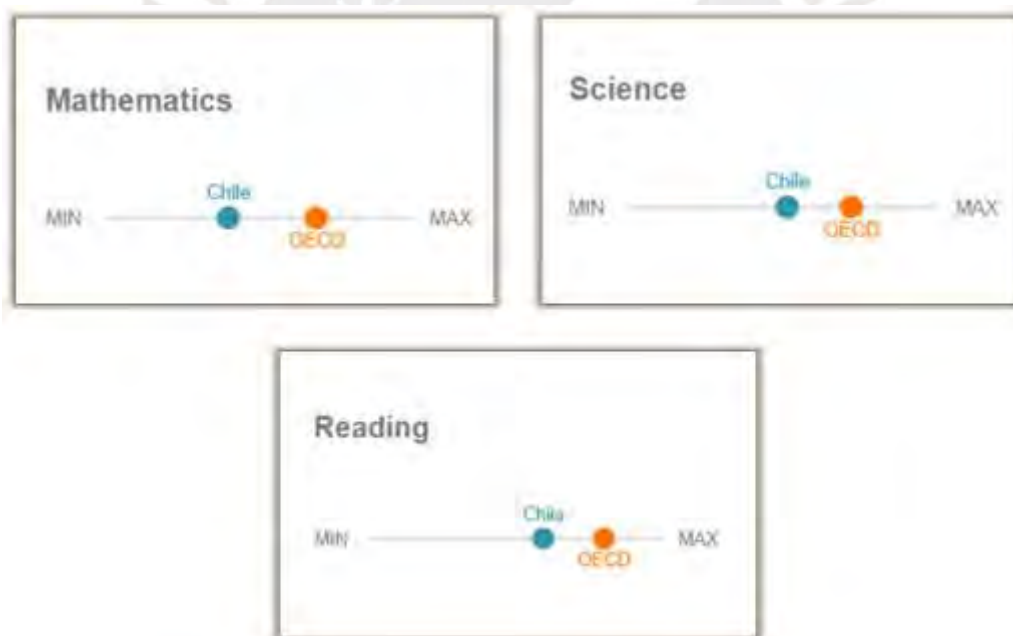 Mathematics
Chile
MIN MAX
OECD
Science
Chile
MIN MAX
OECD
Reading
Chile
MIN MAX
OECD